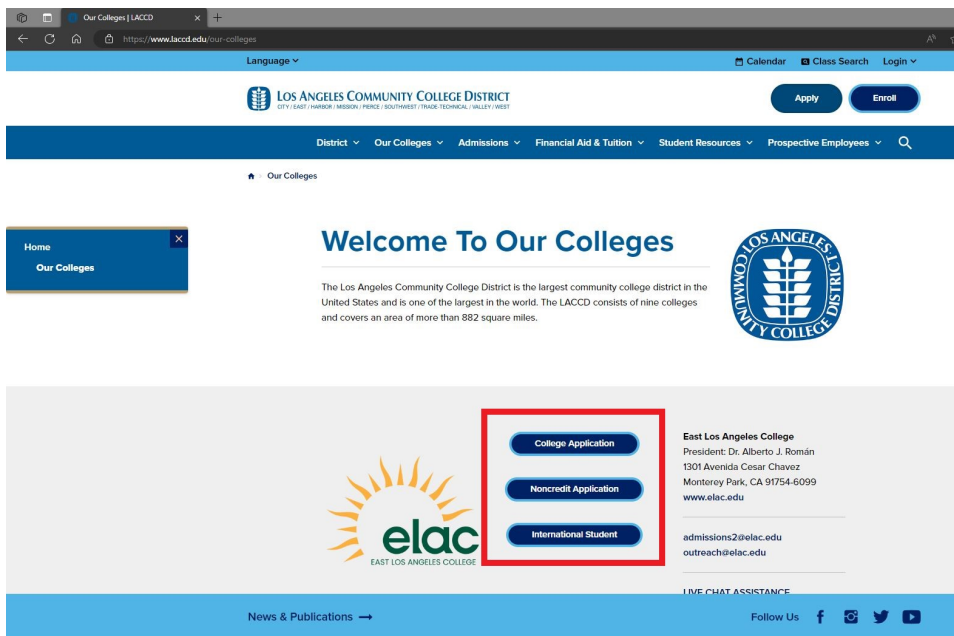 Our Colleges | LACCD
https://www.laccd.edu/our-colleges
Language
Calendar
Class Search
Login
LOS ANGELES COMMUNITY COLLEGE DISTRICT
CITY / EAST / HARBOR / MISSION / PIERCE / SOUTHWEST / TRADE-TECHNICAL / VALLEY / WEST
Apply
Enroll
District
Our Colleges
Admissions
Financial Aid & Tuition
Student Resources
Prospective Employees
Our Colleges
Home
Our Colleges
Welcome To Our Colleges
The Los Angeles Community College District is the largest community college district in the
United States and is one of the largest in the world. The LACCD consists of nine colleges
and covers an area of more than 882 square miles.
LOS ANGELES COMMUNITY COLLEGE DISTRICT
elac
EAST LOS ANGELES COLLEGE
College Application
Noncredit Application
International Student
East Los Angeles College
President: Dr. Alberto J. Román
1301 Avenida Cesar Chavez
Monterey Park, CA 91754-6099
www.elac.edu
admissions2@elac.edu
outreach@elac.edu
LIVE CHAT ASSISTANCE
News & Publications →
Follow Us